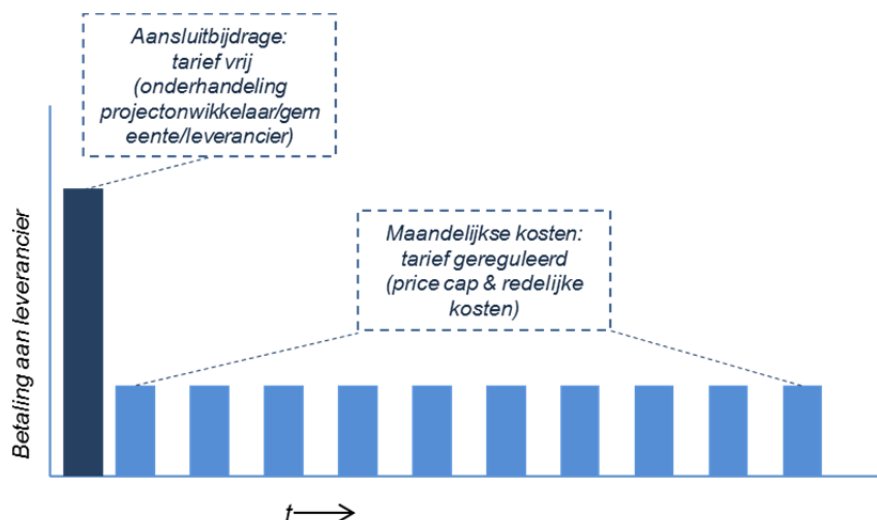 Aansluitbijdrage:
tarief vrij
(onderhandeling
projectonwikkelaar/gem
eente/leverancier)
Maandelijkse kosten:
tarief gereguleerd
(price cap & redelijke
kosten)
Betaling aan leverancier
t